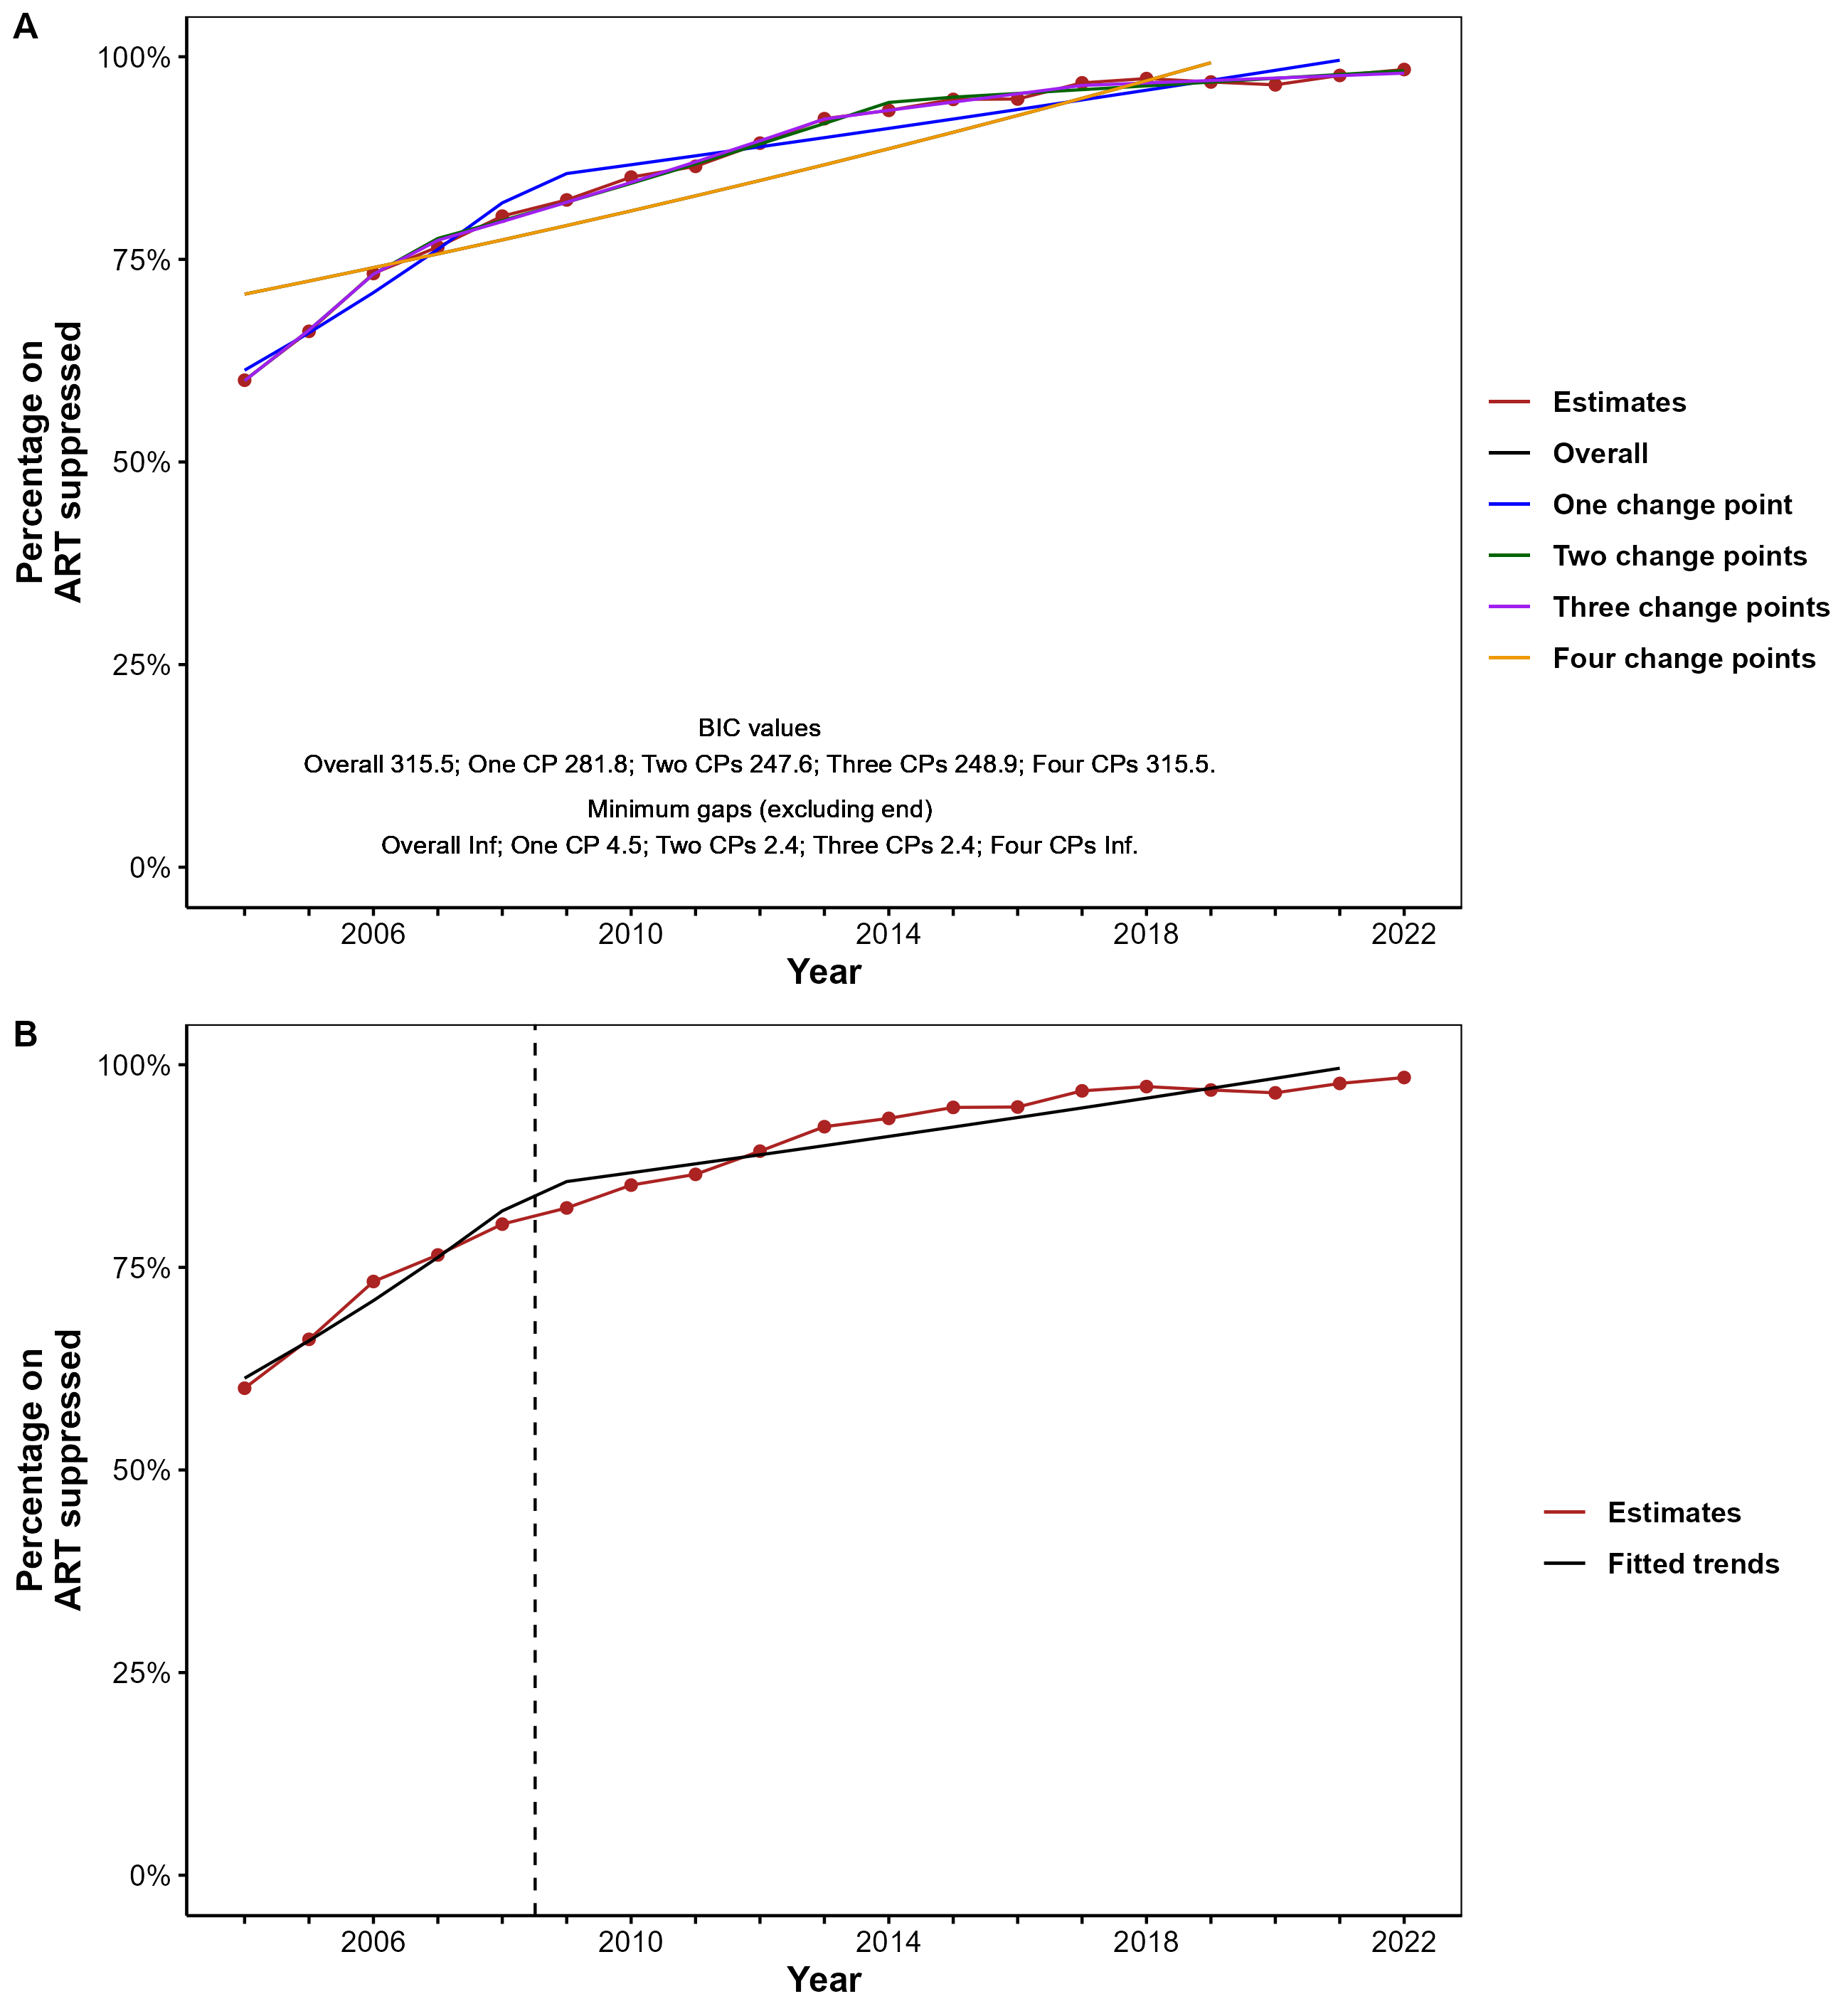 A
100%
75%
50%
25%
0%
Percentage on
ART suppressed
BIC values
Overall 315.5; One CP 281.8; Two CPs 247.6; Three CPs 248.9; Four CPs 315.5.
Minimum gaps (excluding end)
Overall Inf; One CP 4.5; Two CPs 2.4; Three CPs 2.4; Four CPs Inf.
2006 2010 2014 2018 2022
Year
Estimates
Overall
One change point
Two change points
Three change points
Four change points
B
100%
75%
50%
25%
0%
Percentage on
ART suppressed
2006 2010 2014 2018 2022
Year
Estimates
Fitted trends